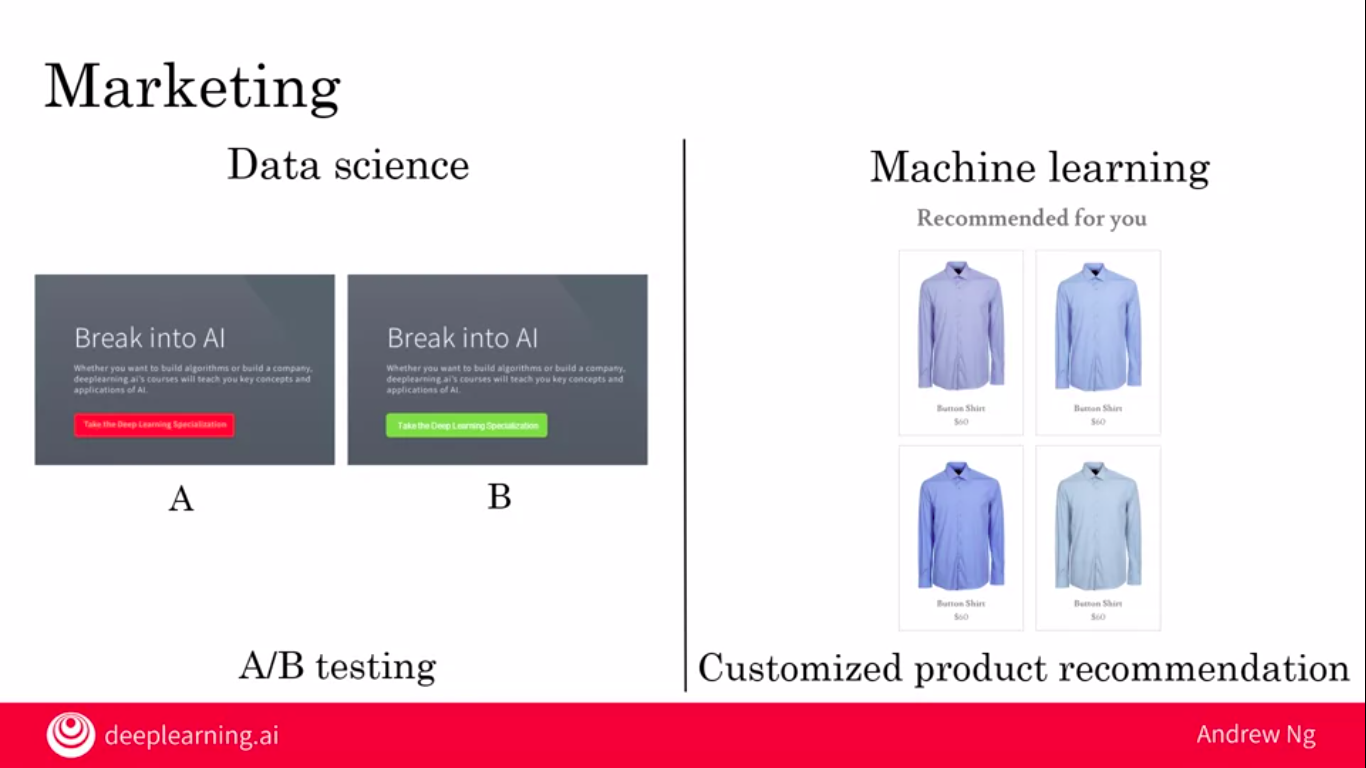 Marketing
Data science
Break into AI
Whether you want to build algorithms or build a company,
deeplearning.ai's courses will teach you key concepts and
applications of AI.
Take the Deep Learning Specialization
A
Break into AI
Whether you want to build algorithms or build a company,
deeplearning.ai's courses will teach you key concepts and
applications of AI.
Take the Deep Learning Specialization
B
A/B testing
Machine learning
Recommended for you
Button Shirt
$60
Button Shirt
$60
Button Shirt
$60
Button Shirt
$60
Customized product recommendation
deeplearning.ai
Andrew Ng